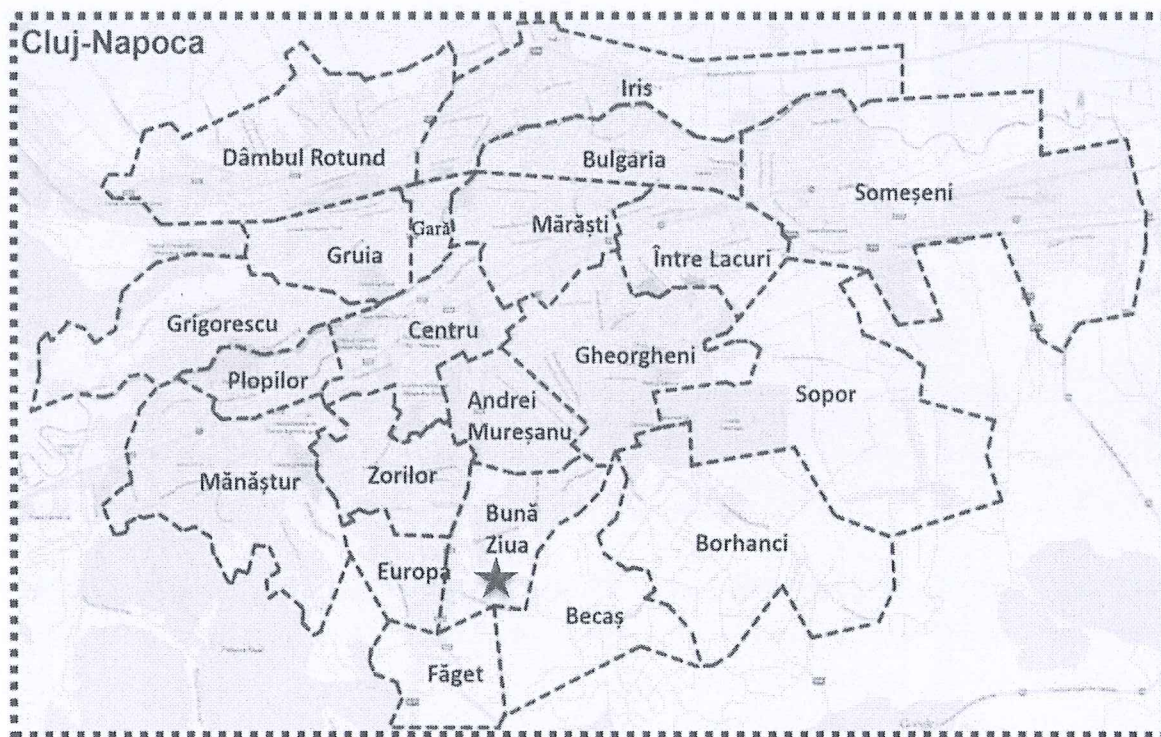 Cluj-Napoca
Iris
Dâmbul Rotund
Bulgaria
Someșeni
Gară
Mărăști
Gruia
Între Lacuri
Grigorescu
Centru
Gheorgheni
Plopilor
Andrei
Mureșanu
Sopor
Mănăștur
Zorilor
Bună
Ziua
Borhanci
Europa
Becaș
Făget